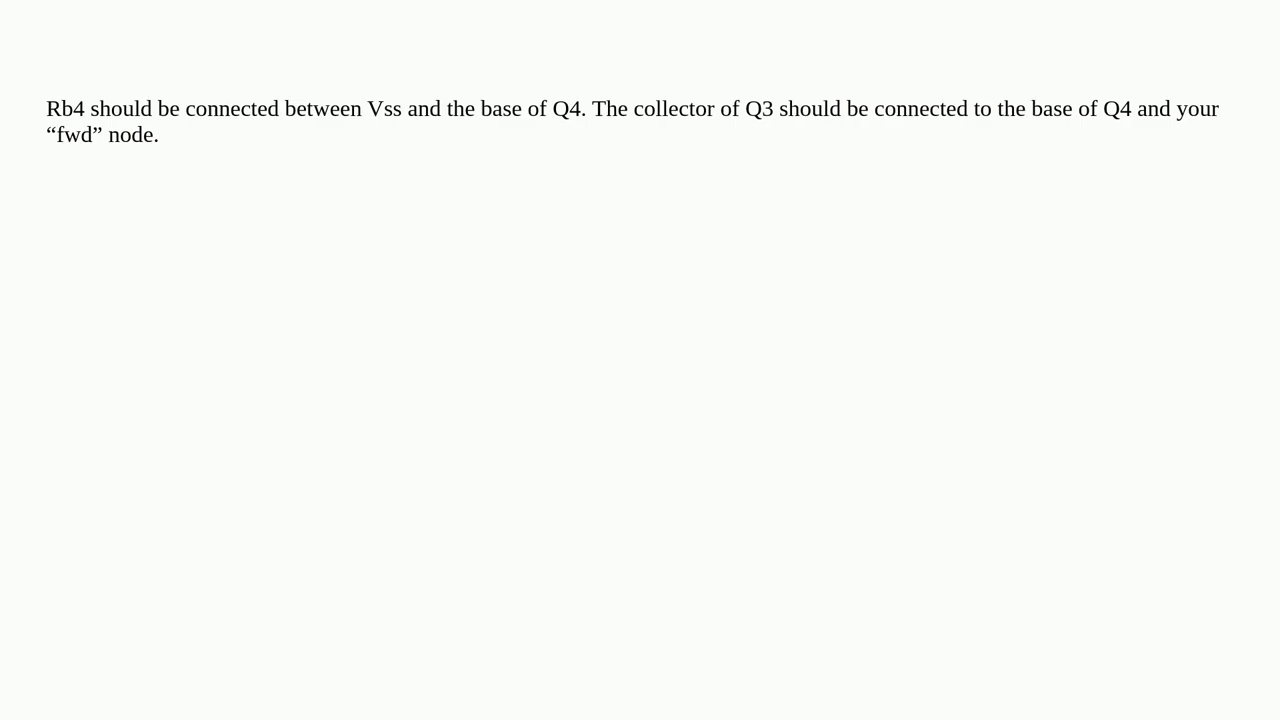 Rb4 should be connected between Vss and the base of Q4. The collector of Q3 should be connected to the base of Q4 and your
“fwd” node.